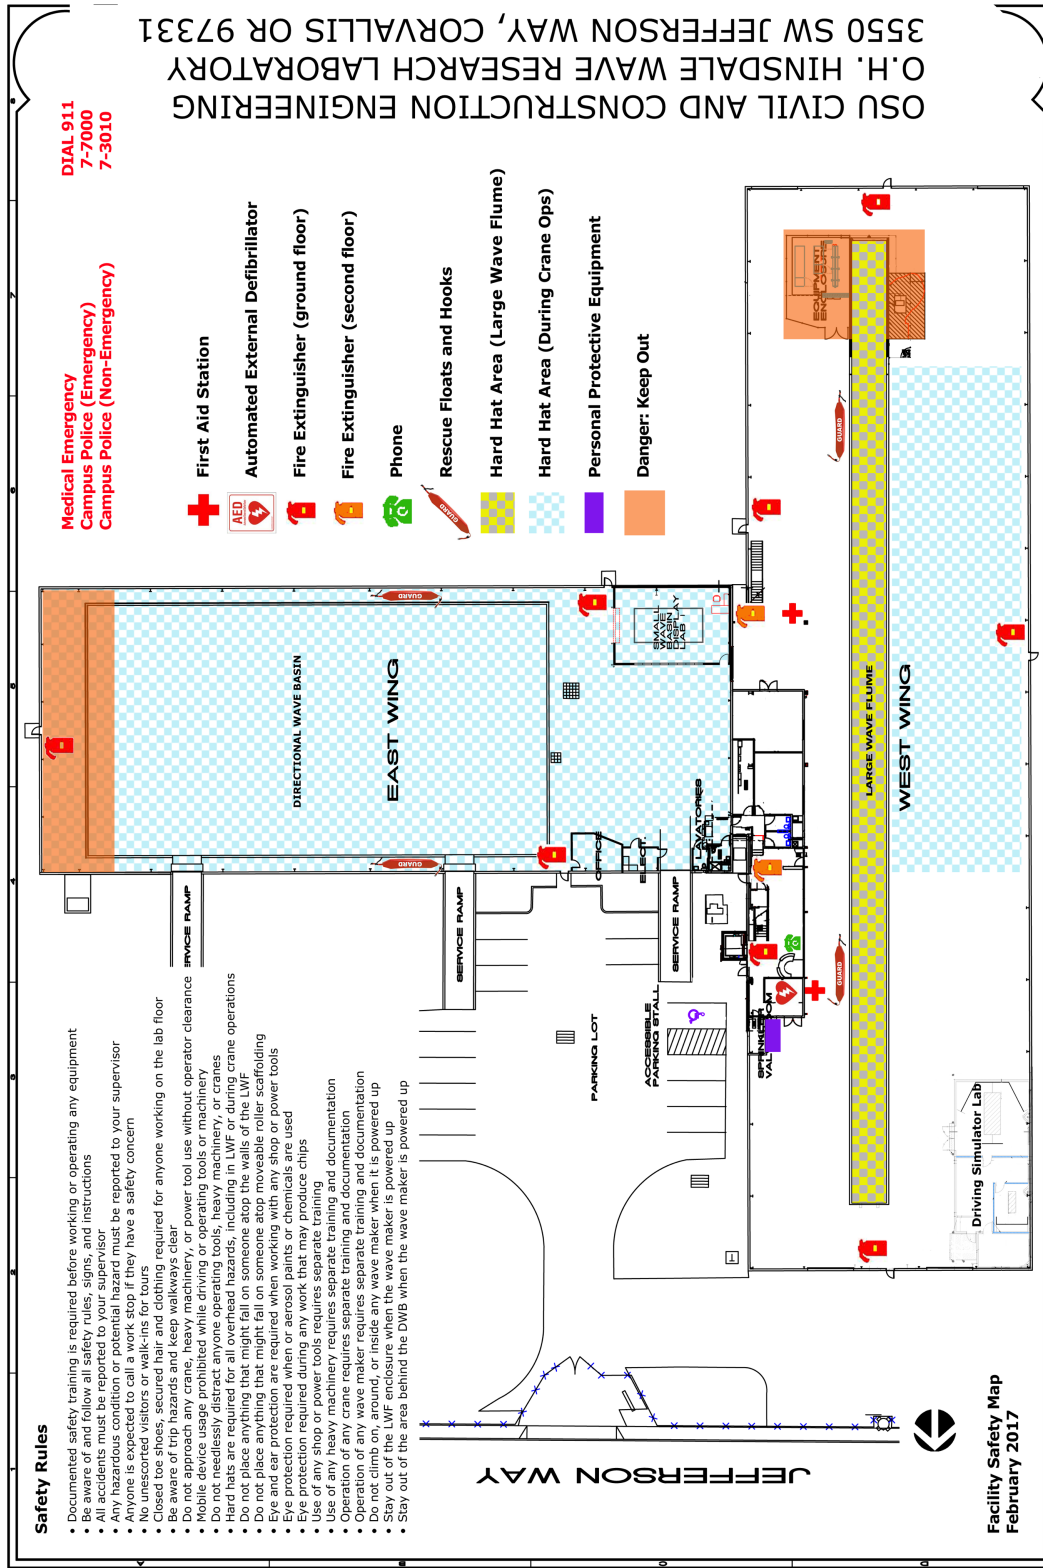 OSU CIVIL AND CONSTRUCTION ENGINEERING
O.H. HINSDALE WAVE RESEARCH LABORATORY
3550 SW JEFFERSON WAY, CORVALLIS OR 97331
Medical Emergency DIAL 911
Campus Police (Emergency) 7-7000
Campus Police (Non-Emergency) 7-3010
First Aid Station
AED
Automated External Defibrillator
Fire Extinguisher (ground floor)
Fire Extinguisher (second floor)
Phone
GUARD
Rescue Floats and Hooks
Hard Hat Area (Large Wave Flume)
Hard Hat Area (During Crane Ops)
Personal Protective Equipment
Danger: Keep Out
Safety Rules
• Documented safety training is required before working or operating any equipment
• Be aware of and follow all safety rules, signs, and instructions
• All accidents must be reported to your supervisor
• Any hazardous condition or potential hazard must be reported to your supervisor
• Anyone is expected to call a work stop if they have a safety concern
• No unescorted visitors or walk-ins for tours
• Closed toe shoes, secured hair and clothing required for anyone working on the lab floor
• Be aware of trip hazards and keep walkways clear
• Do not approach any crane, heavy machinery, or power tool use without operator clearance
• Mobile device usage prohibited while driving or operating tools or machinery
• Do not needlessly distract anyone operating tools, heavy machinery, or cranes
• Hard hats are required for all overhead hazards, including in LWF or during crane operations
• Do not place anything that might fall on someone atop the walls of the LWF
• Do not place anything that might fall on someone atop moveable roller scaffolding
• Eye and ear protection are required when working with any shop or power tools
• Eye protection required when or aerosol paints or chemicals are used
• Eye protection required during any work that may produce chips
• Use of any shop or power tools requires separate training
• Use of any heavy machinery requires separate training and documentation
• Operation of any crane requires separate training and documentation
• Operation of any wave maker requires separate training and documentation
• Do not climb on, around, or inside any wave maker when it is powered up
• Stay out of the LWF enclosure when the wave maker is powered up
• Stay out of the area behind the DWB when the wave maker is powered up
DIRECTIONAL WAVE BASIN
EAST WING
GUARD
GUARD
SMALL
WAVE
BASIN
DISPLAY
LAB
OFFICE
ELECT.
LAVATORIES
RVICE RAMP
SERVICE RAMP
SERVICE RAMP
PARKING LOT
ACCESSIBLE
PARKING STALL
SPRINKLER
EQUIPMENT
ENCLOSURE
GUARD
GUARD
LARGE WAVE FLUME
WEST WING
Driving Simulator Lab
T
JEFFERSON WAY
Facility Safety Map
February 2017
1
2
3
4
5
6
7
8